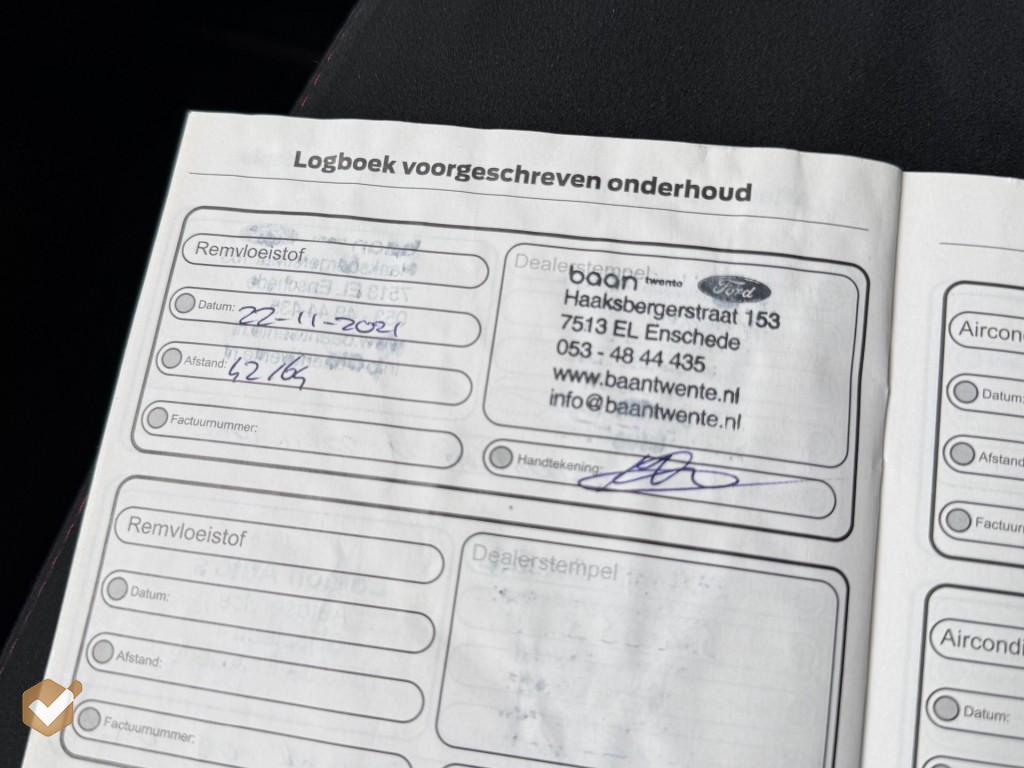 Logboek voorgeschreven onderhoud
Remvloeistof
Datum: 22-11-2021
Afstand: 42164
Factuurnummer:
Dealerstempel
baan twente Ford
Haaksbergerstraat 153
7513 EL Enschede
053 - 48 44 435
www.baantwente.nl
info@baantwente.nl
Handtekening:
Remvloeistof
Datum:
Afstand:
Factuurnummer:
Dealerstempel
Aircon
Datum:
Afstand
Factuur
Aircondi
Datum: